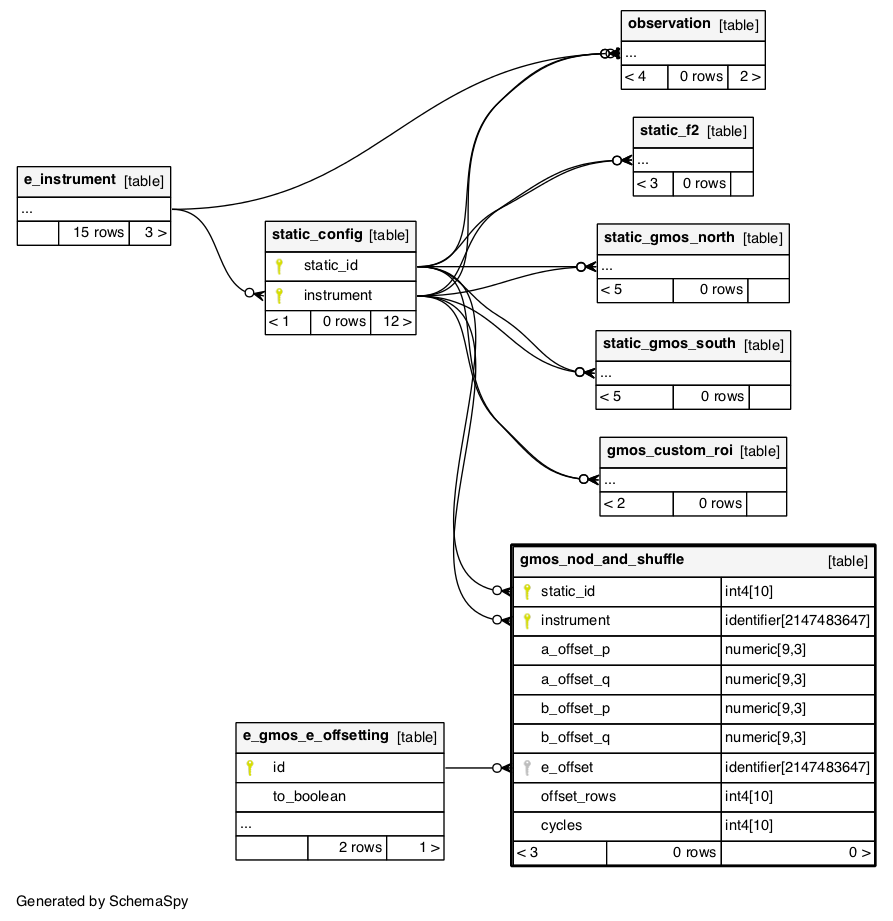 observation [table]
...
< 4 0 rows 2 >
static_f2 [table]
...
< 3 0 rows
e_instrument [table]
...
15 rows 3 >
static_config [table]
static_id
instrument
< 1 0 rows 12 >
static_gmos_north [table]
...
< 5 0 rows
static_gmos_south [table]
...
< 5 0 rows
gmos_custom_roi [table]
...
< 2 0 rows
gmos_nod_and_shuffle [table]
static_id int4[10]
instrument identifier[2147483647]
a_offset_p numeric[9,3]
a_offset_q numeric[9,3]
b_offset_p numeric[9,3]
b_offset_q numeric[9,3]
e_offset identifier[2147483647]
offset_rows int4[10]
cycles int4[10]
< 3 0 rows 0 >
e_gmos_e_offsetting [table]
id
to_boolean
...
2 rows 1 >
Generated by SchemaSpy